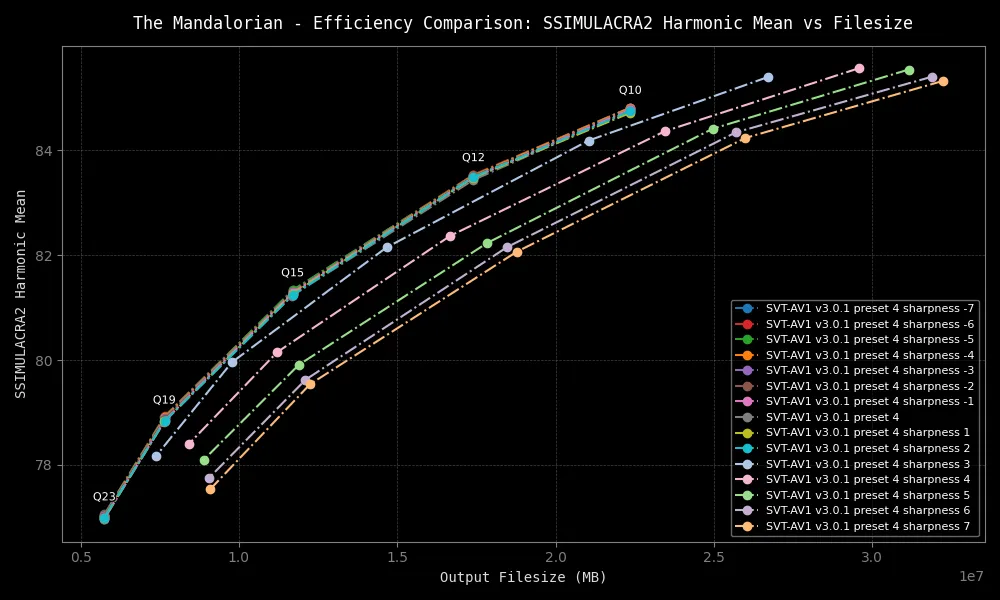 The Mandalorian - Efficiency Comparison: SSIMULACRA2 Harmonic Mean vs Filesize
Q10
Q12
Q15
Q19
Q23
84
82
80
78
SSIMULACRA2 Harmonic Mean
SVT-AV1 v3.0.1 preset 4 sharpness -7
SVT-AV1 v3.0.1 preset 4 sharpness -6
SVT-AV1 v3.0.1 preset 4 sharpness -5
SVT-AV1 v3.0.1 preset 4 sharpness -4
SVT-AV1 v3.0.1 preset 4 sharpness -3
SVT-AV1 v3.0.1 preset 4 sharpness -2
SVT-AV1 v3.0.1 preset 4 sharpness -1
SVT-AV1 v3.0.1 preset 4
SVT-AV1 v3.0.1 preset 4 sharpness 1
SVT-AV1 v3.0.1 preset 4 sharpness 2
SVT-AV1 v3.0.1 preset 4 sharpness 3
SVT-AV1 v3.0.1 preset 4 sharpness 4
SVT-AV1 v3.0.1 preset 4 sharpness 5
SVT-AV1 v3.0.1 preset 4 sharpness 6
SVT-AV1 v3.0.1 preset 4 sharpness 7
0.5 1.0 1.5 2.0 2.5 3.0
1e7
Output Filesize (MB)